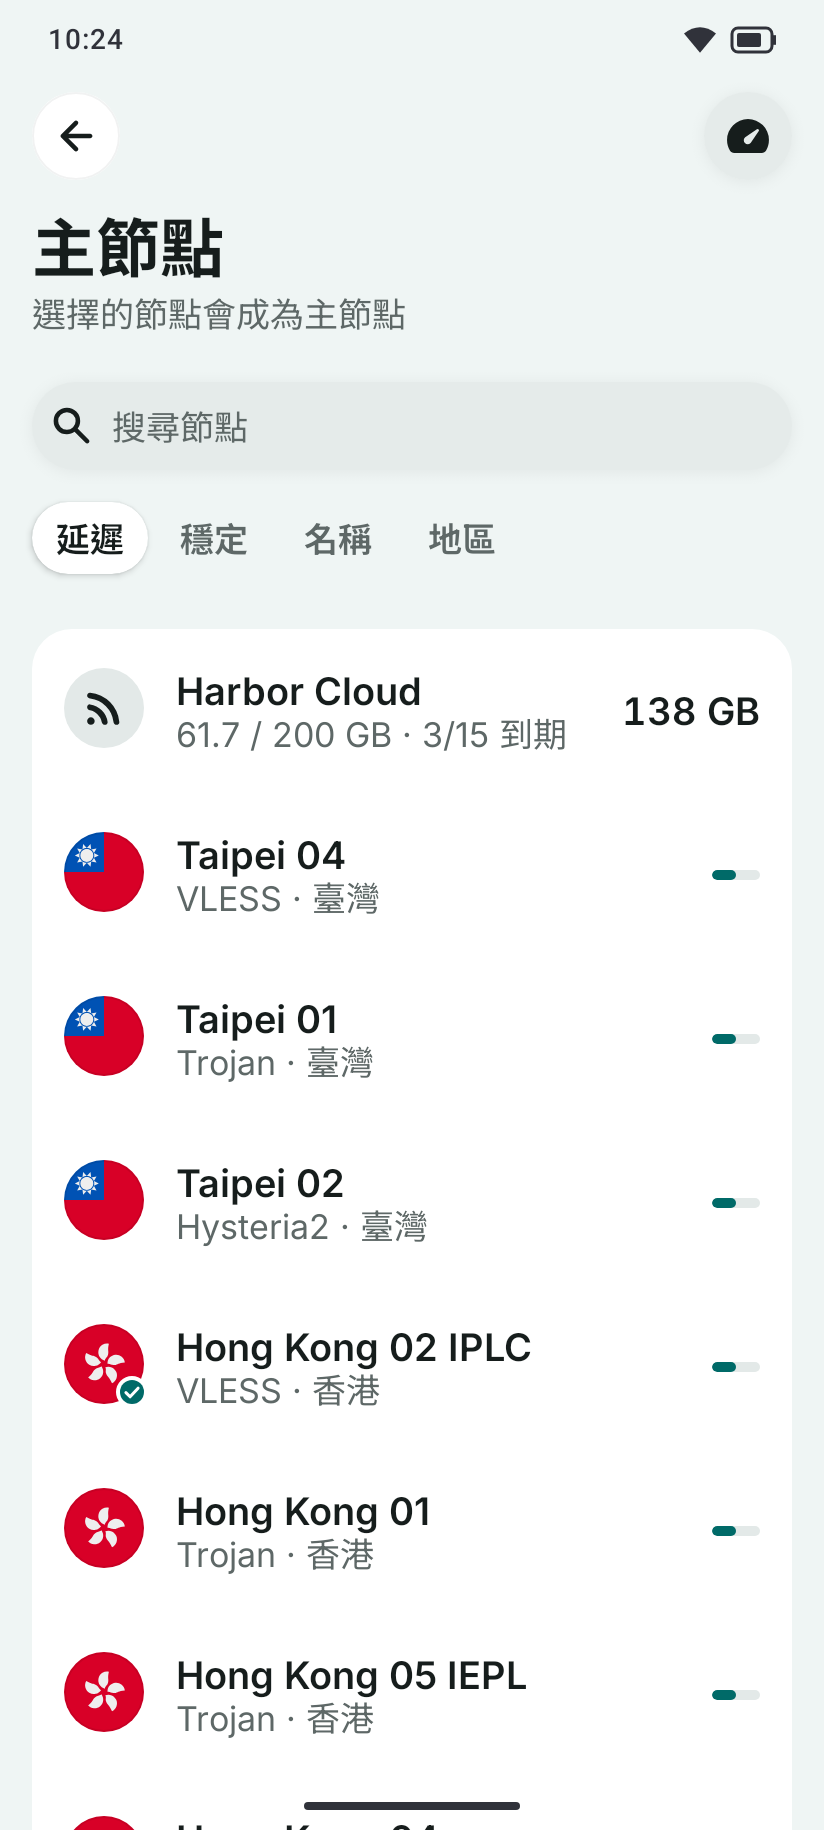 10:24
主節點
選擇的節點會成為主節點
搜尋節點
延遲
穩定
名稱
地區
Harbor Cloud
61.7 / 200 GB · 3/15 到期
138 GB
Taipei 04
VLESS · 臺灣
Taipei 01
Trojan · 臺灣
Taipei 02
Hysteria2 · 臺灣
Hong Kong 02 IPLC
VLESS · 香港
Hong Kong 01
Trojan · 香港
Hong Kong 05 IEPL
Trojan · 香港